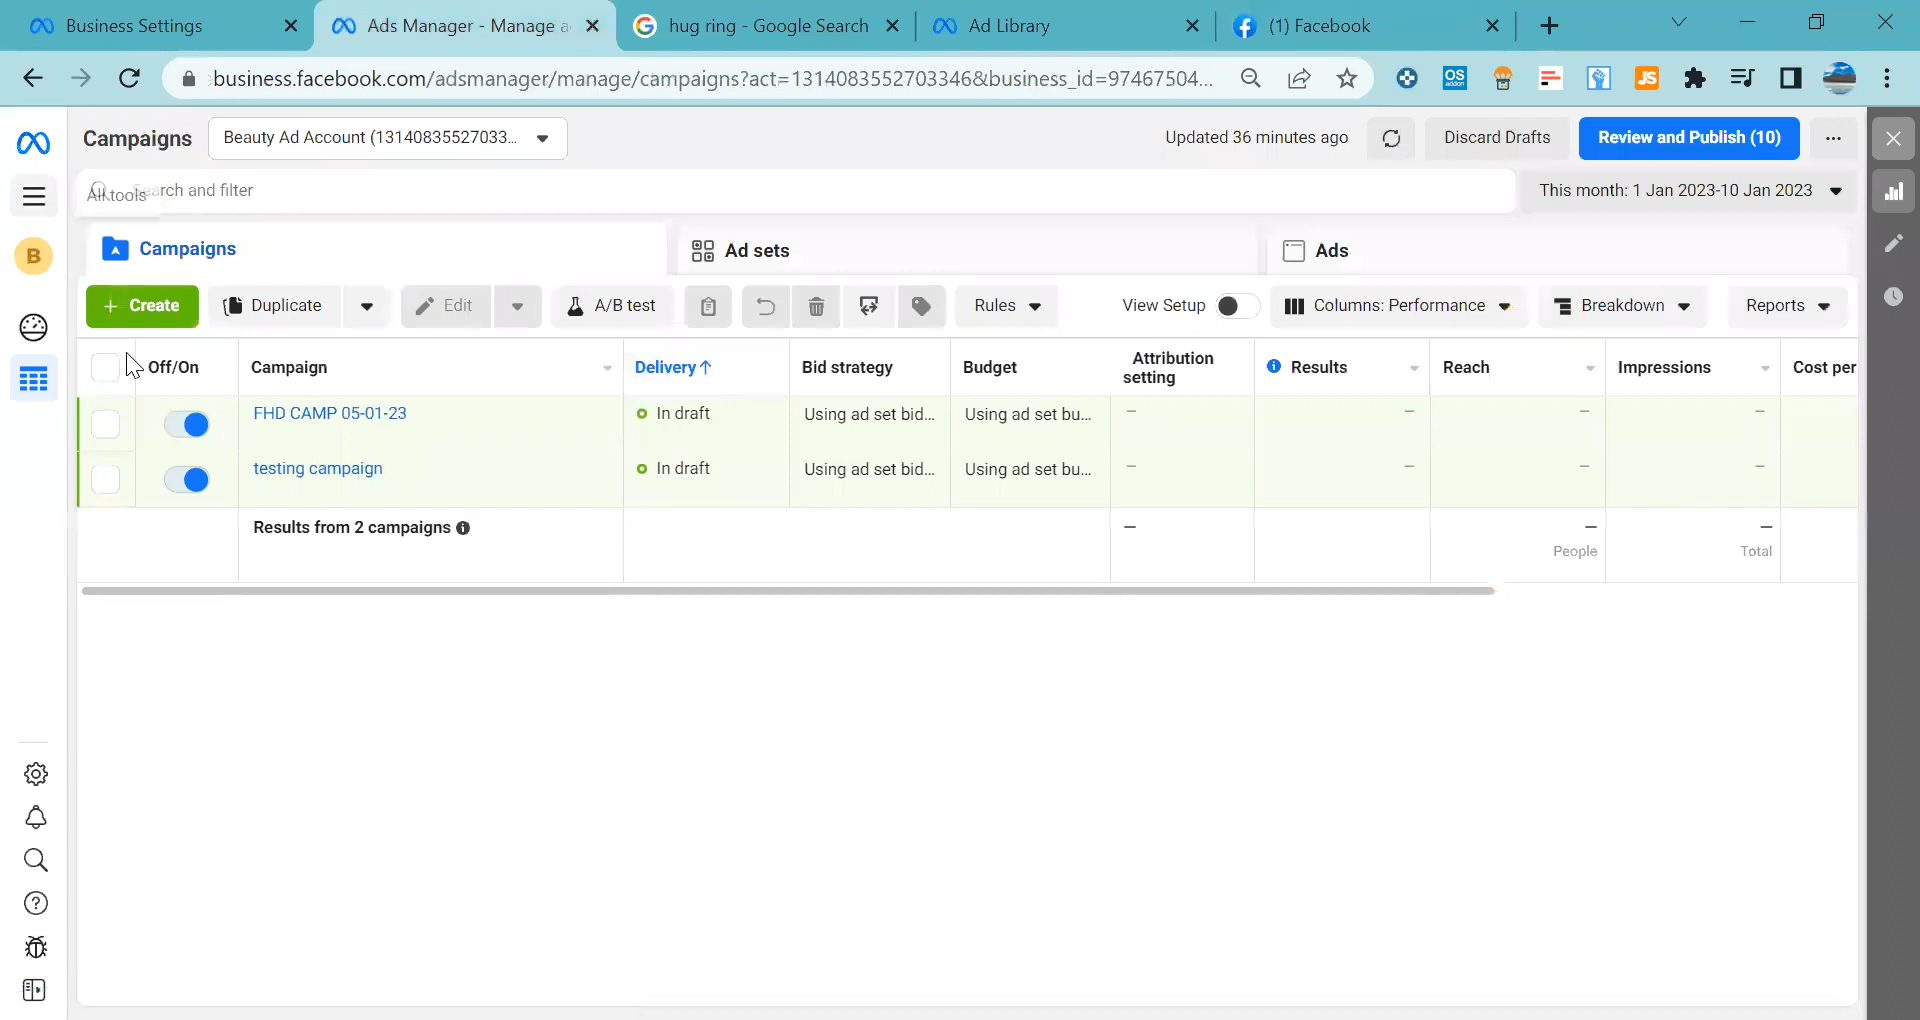 Business Settings
Ads Manager - Manage a
hug ring - Google Search
Ad Library
(1) Facebook
business.facebook.com/adsmanager/manage/campaigns?act=1314083552703346&business_id=97467504...
OS
addon
JS
Campaigns
Beauty Ad Account (13140835527033...
Updated 36 minutes ago
Discard Drafts
Review and Publish (10)
All tools
Search and filter
This month: 1 Jan 2023-10 Jan 2023
B
Campaigns
Ad sets
Ads
+ Create
Duplicate
Edit
A/B test
Rules
View Setup
Columns: Performance
Breakdown
Reports
Off/On
Campaign
Delivery↑
Bid strategy
Budget
Attribution
setting
Results
Reach
Impressions
Cost per
FHD CAMP 05-01-23
In draft
Using ad set bid...
Using ad set bu...
–
–
–
–
testing campaign
In draft
Using ad set bid...
Using ad set bu...
–
–
–
–
Results from 2 campaigns
–
–
–
People
Total